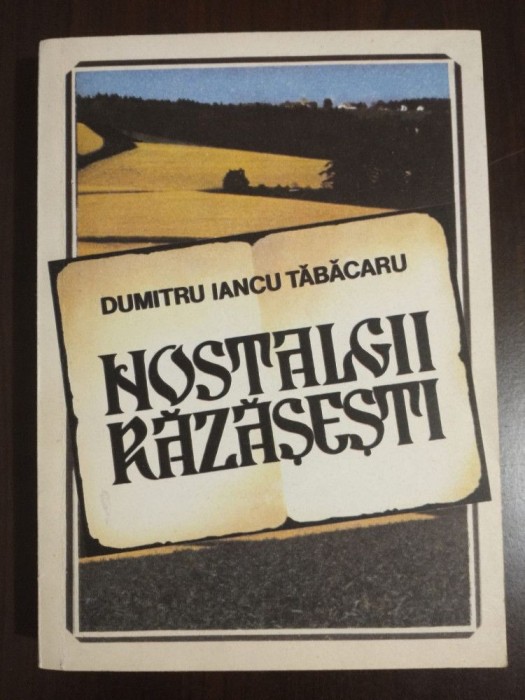 DUMITRU IANCU TĂBĂCARU
NOSTALGII
RĂZĂȘEȘTI